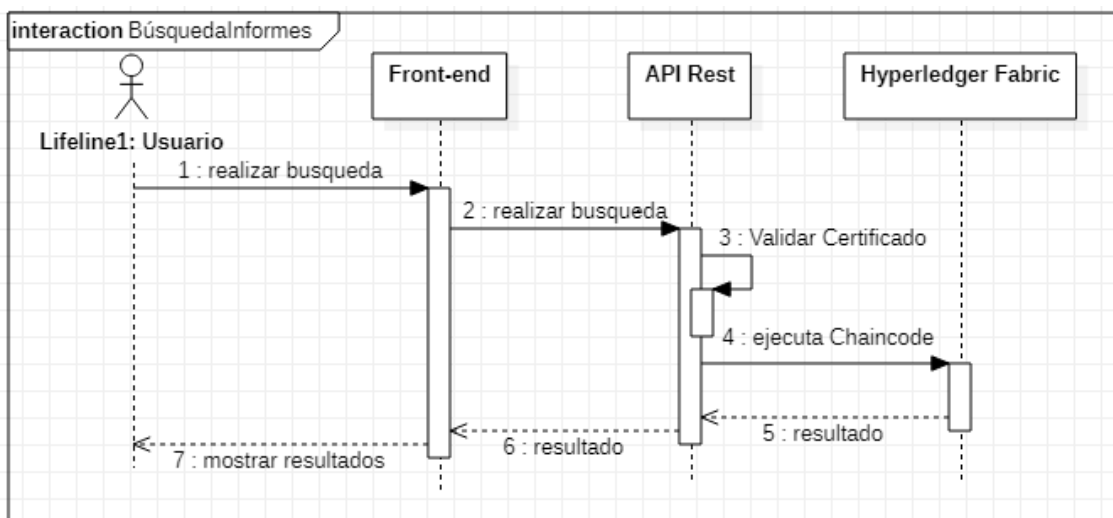 interaction BúsquedaInformes
Front-end
API Rest
Hyperledger Fabric
Lifeline1: Usuario
1 : realizar busqueda
2 : realizar busqueda
3 : Validar Certificado
4 : ejecuta Chaincode
5 : resultado
6 : resultado
7 : mostrar resultados